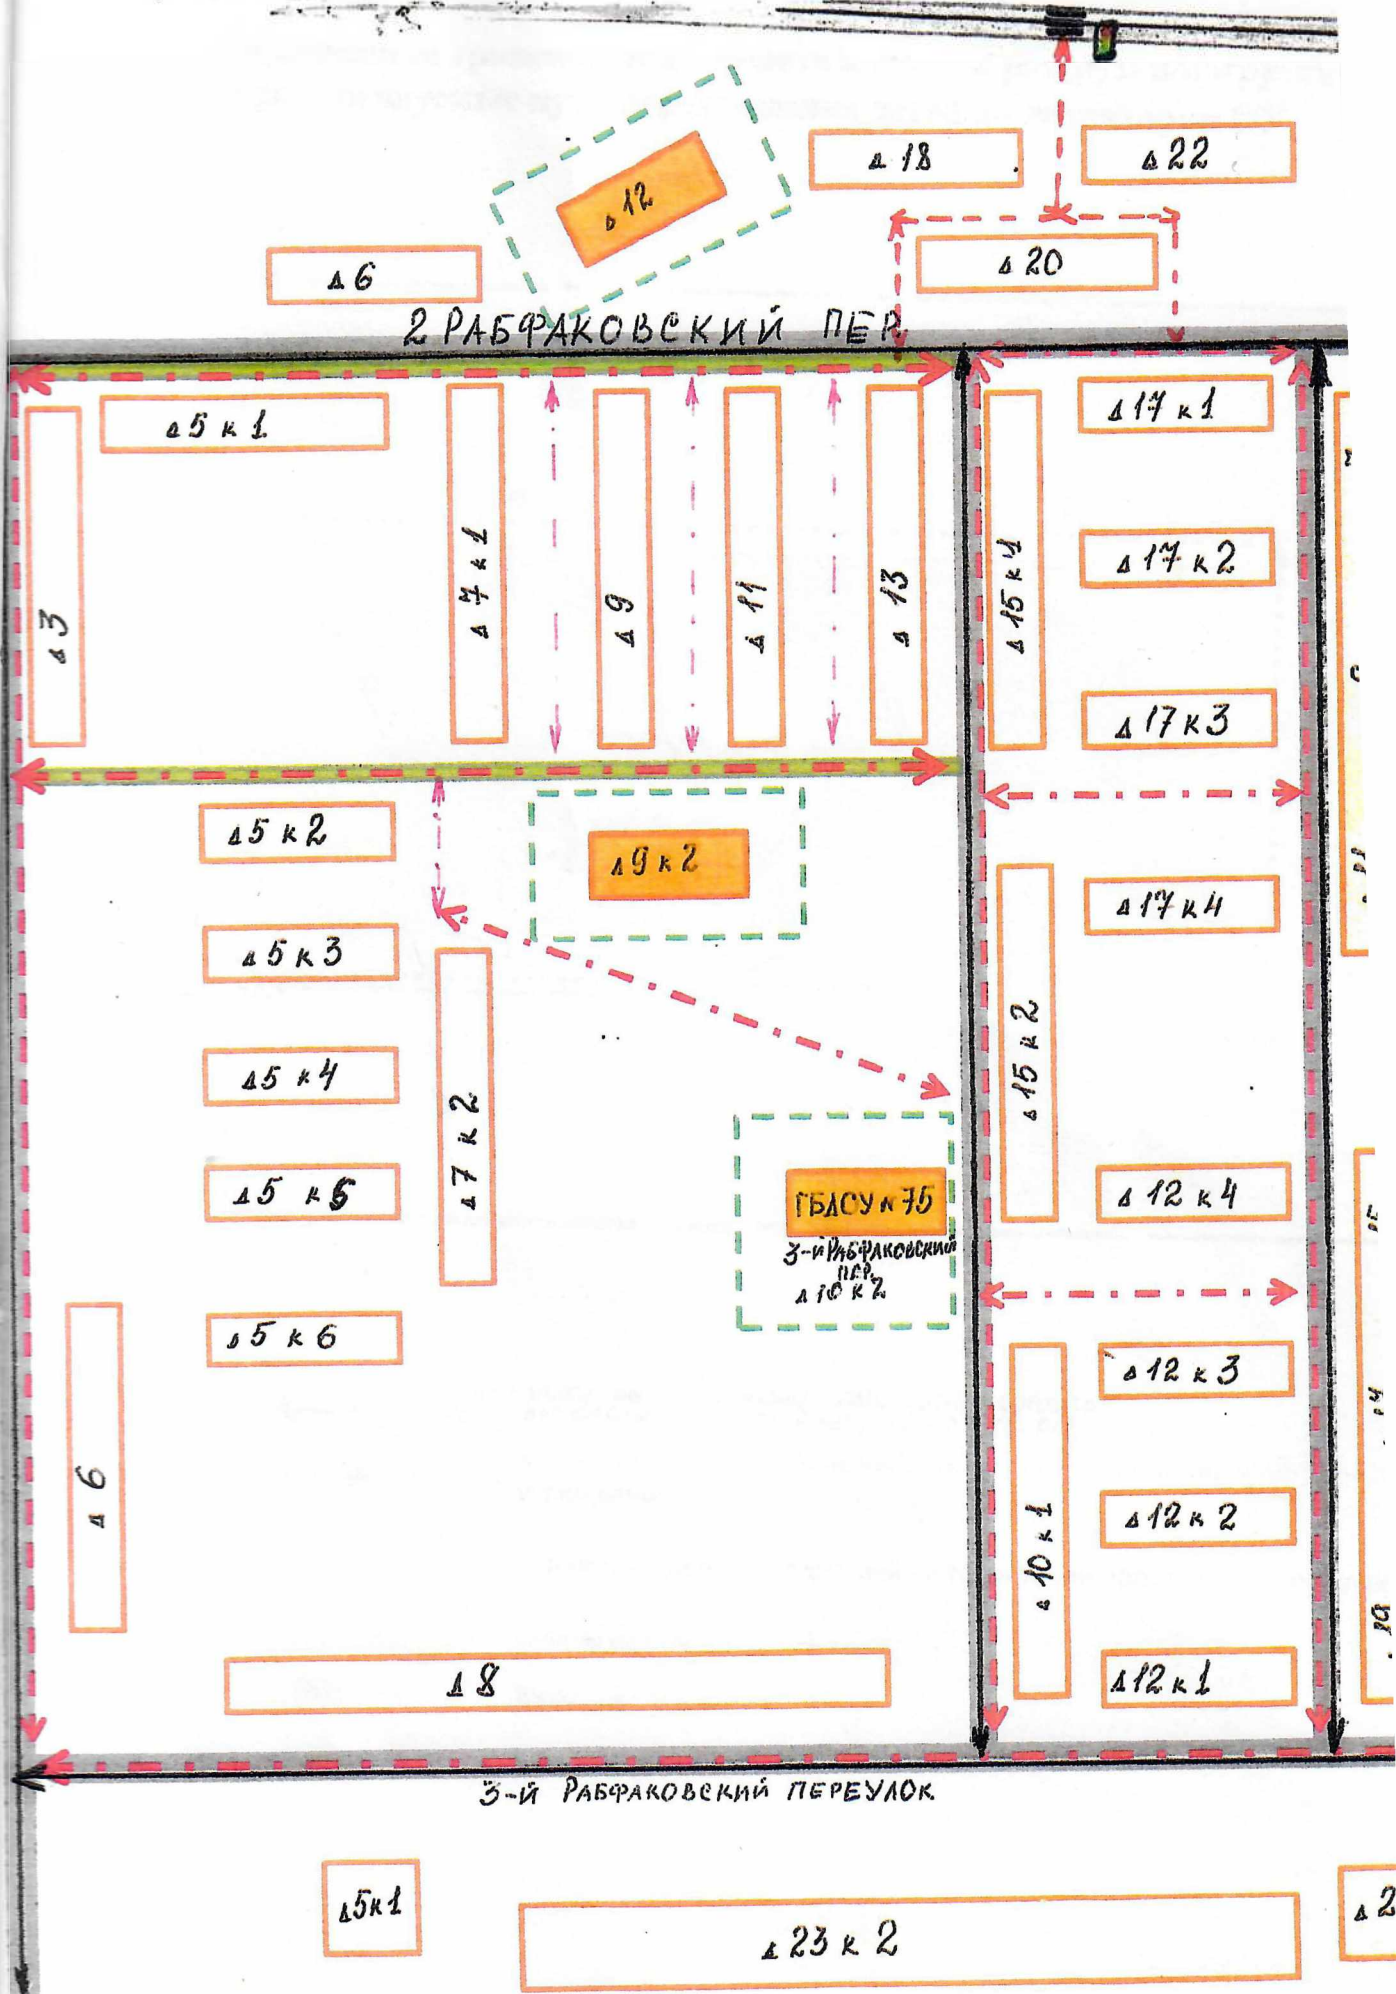 д 18
д 22
д 12
д 20
д 6
2 РАБФАКОВСКИЙ ПЕР
д 5 к 1
д 17 к 1
д 3
д 7 к 1
д 9
д 11
д 13
д 15 к 1
д 17 к 2
д 17 к 3
д 5 к 2
д 9 к 2
д 17 к 4
д 5 к 3
д 15 к 2
д 5 к 4
д 7 к 2
д 5 к 5
ГБДСУ № 75
д 12 к 4
3-й РАБФАКОВСКИЙ
ПЕР.
д 10 к 2
д 5 к 6
д 12 к 3
д 6
д 10 к 1
д 12 к 2
д 8
д 12 к 1
3-Й РАБФАКОВСКИЙ ПЕРЕУЛОК
д 5 к 1
д 23 к 2
д 2